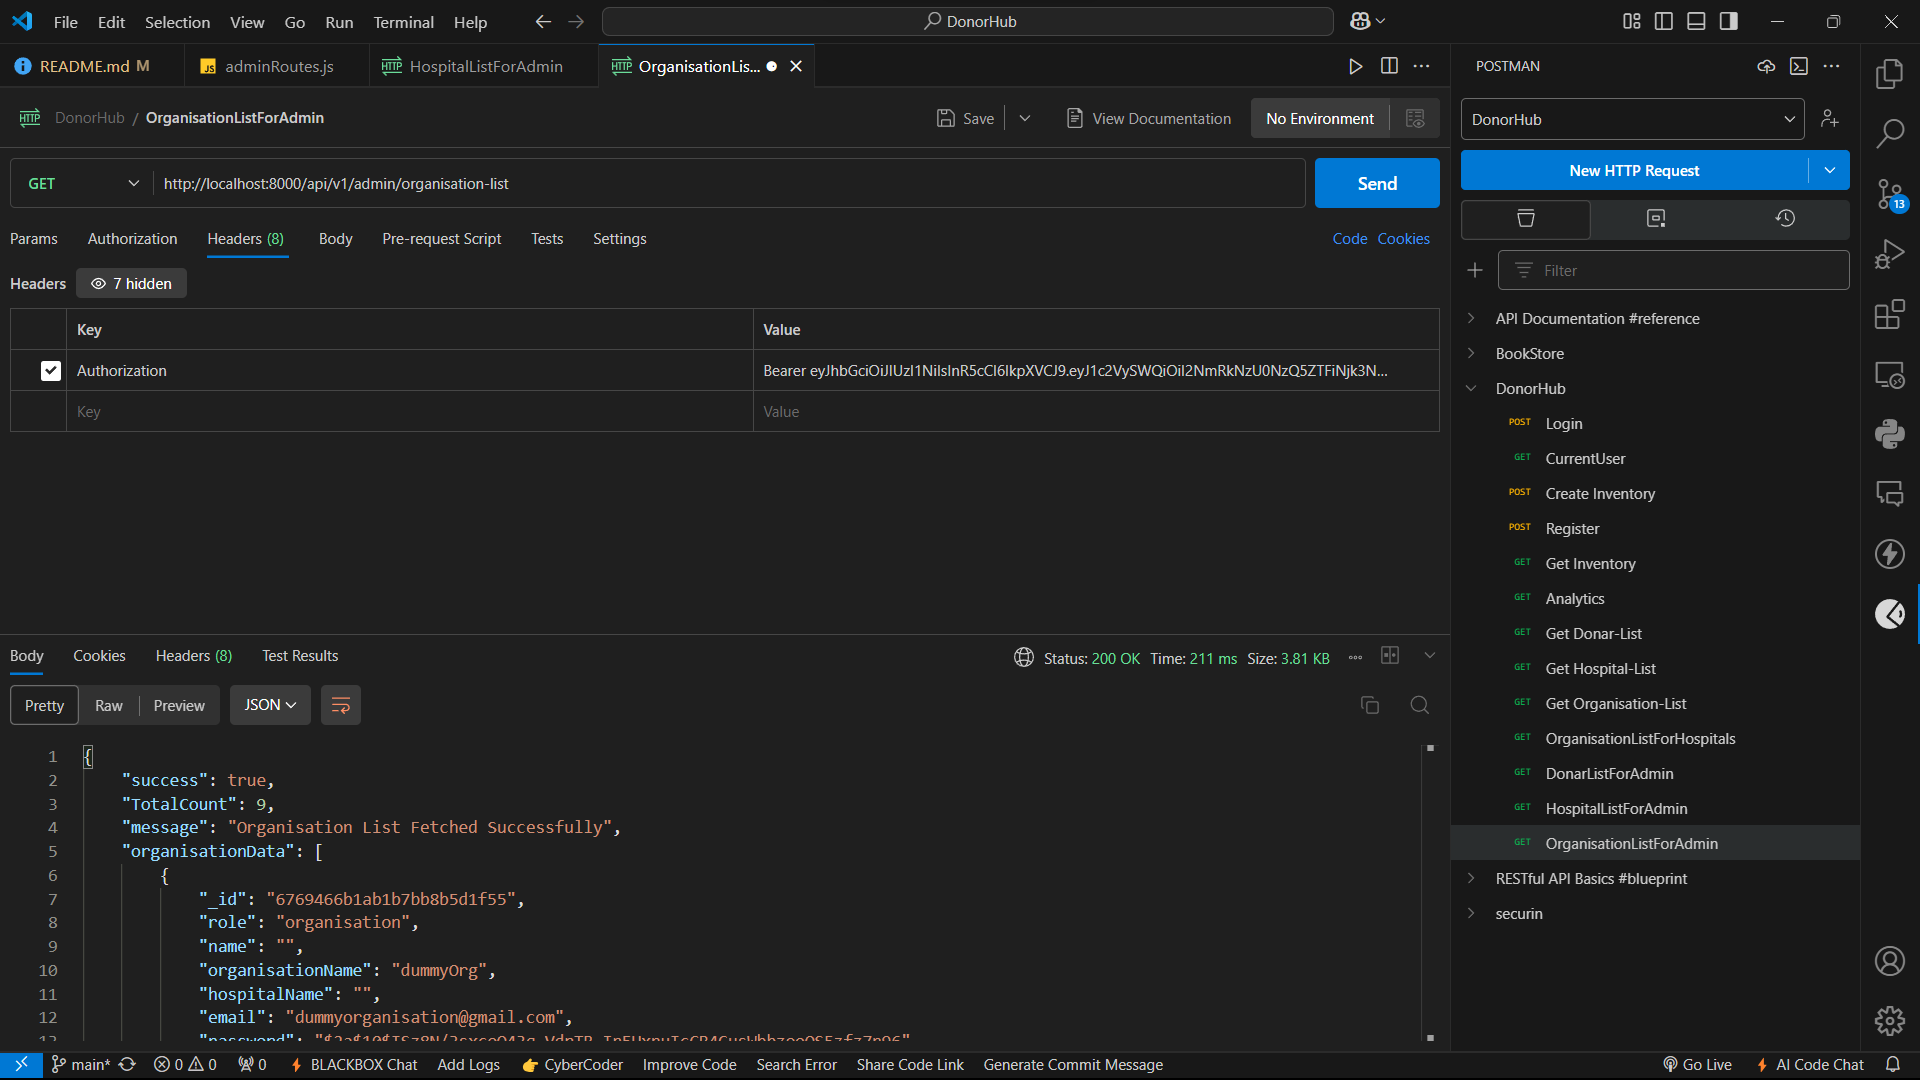 File Edit Selection View Go Run Terminal Help
DonorHub
README.md M
adminRoutes.js
HospitalListForAdmin
OrganisationLis...
DonorHub / OrganisationListForAdmin
Save
View Documentation
No Environment
GET
http://localhost:8000/api/v1/admin/organisation-list
Send
Params Authorization Headers (8) Body Pre-request Script Tests Settings
Code Cookies
Headers 7 hidden
Key Value
Authorization
Key Value
Body Cookies Headers (8) Test Results
Status: 200 OK Time: 211 ms Size: 3.81 KB
Pretty Raw Preview JSON
1 {
2 "success": true,
3 "TotalCount": 9,
4 "message": "Organisation List Fetched Successfully",
5 "organisationData": [
6 {
7 "_id": "6769466b1ab1b7bb8b5d1f55",
8 "role": "organisation",
9 "name": "",
10 "organisationName": "dummyOrg",
11 "hospitalName": "",
12 "email": "dummyorganisation@gmail.com",
POSTMAN
DonorHub
New HTTP Request
Filter
API Documentation #reference
BookStore
DonorHub
POST Login
GET CurrentUser
POST Create Inventory
POST Register
GET Get Inventory
GET Analytics
GET Get Donar-List
GET Get Hospital-List
GET Get Organisation-List
GET OrganisationListForHospitals
GET DonarListForAdmin
GET HospitalListForAdmin
GET OrganisationListForAdmin
RESTful API Basics #blueprint
securin
13
main* 0 0 0 BLACKBOX Chat Add Logs CyberCoder Improve Code Search Error Share Code Link Generate Commit Message
Go Live AI Code Chat